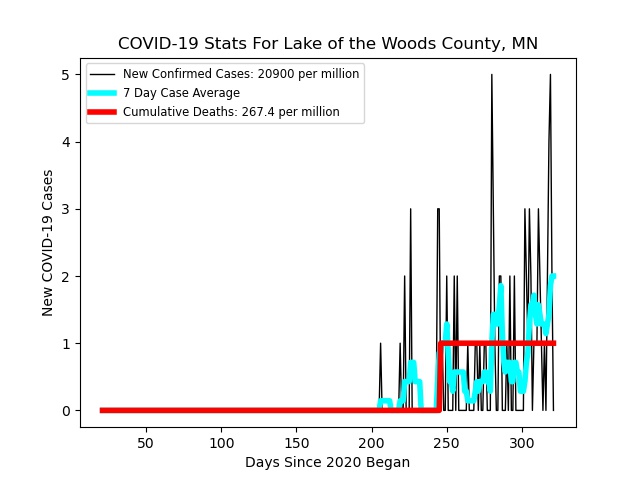 COVID-19 Stats For Lake of the Woods County, MN
New Confirmed Cases: 20900 per million
7 Day Case Average
Cumulative Deaths: 267.4 per million
New COVID-19 Cases
5
4
3
2
1
0
50 100 150 200 250 300
Days Since 2020 Began